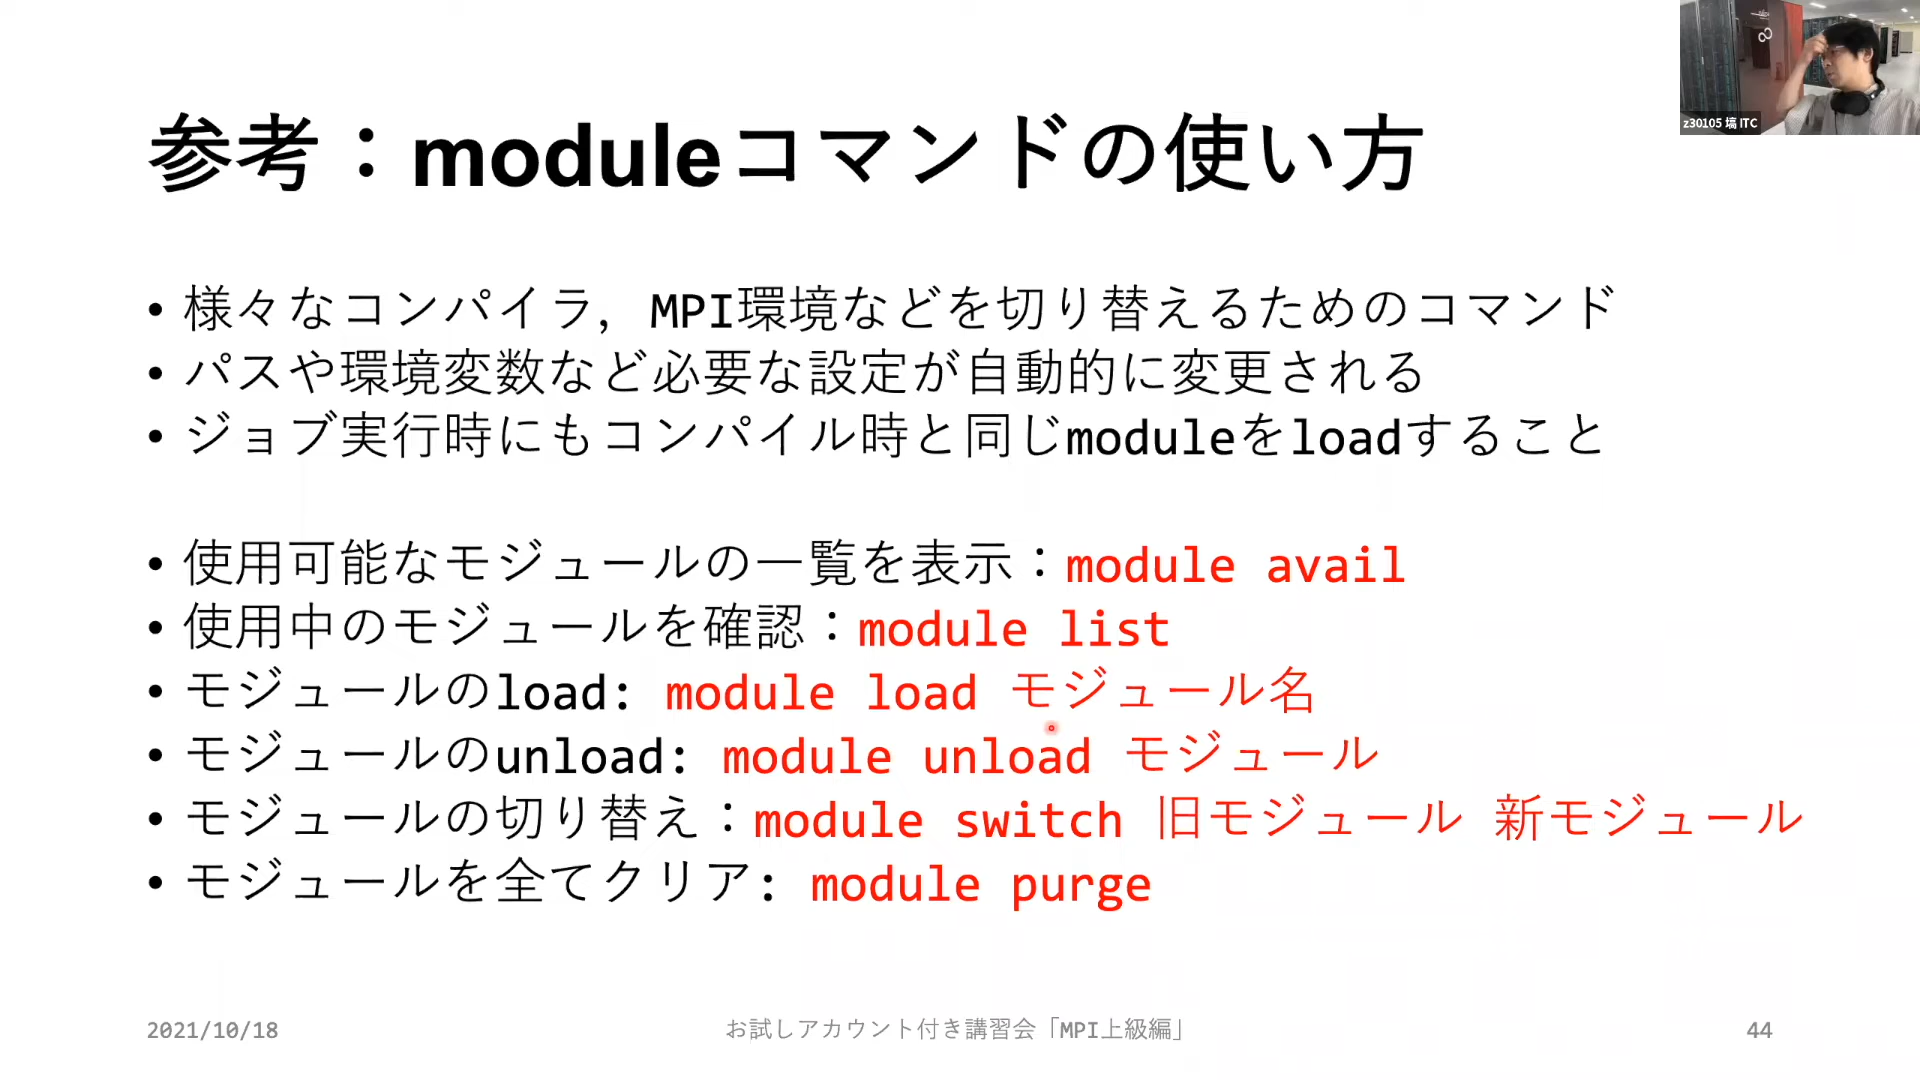 参考：moduleコマンドの使い方
z30105 塙 ITC
• 様々なコンパイラ，MPI環境などを切り替えるためのコマンド
• パスや環境変数など必要な設定が自動的に変更される
• ジョブ実行時にもコンパイル時と同じmoduleをloadすること
• 使用可能なモジュールの一覧を表示：module avail
• 使用中のモジュールを確認：module list
• モジュールのload: module load モジュール名
• モジュールのunload: module unload モジュール
• モジュールの切り替え：module switch 旧モジュール 新モジュール
• モジュールを全てクリア: module purge
2021/10/18
お試しアカウント付き講習会「MPI上級編」
44